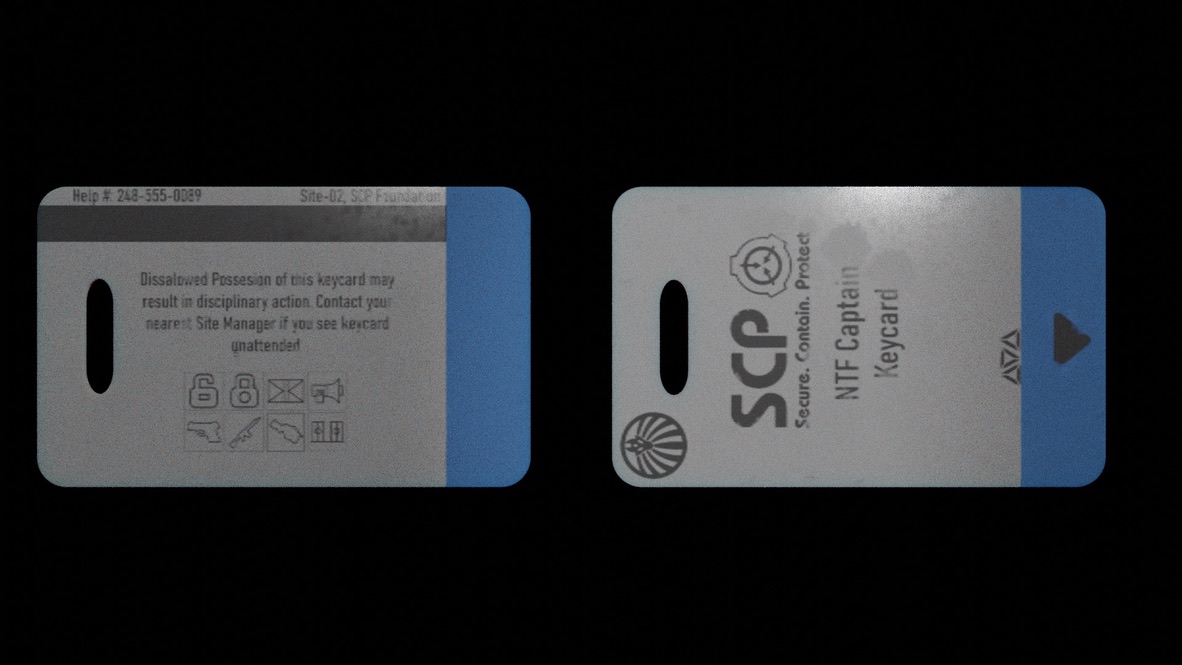 Help #: 248-555-0089
Site-02, SCP Foundation
Dissalowed Possesion of this keycard may
result in disciplinary action. Contact your
nearest Site Manager if you see keycard
unattended
SCP
Secure. Contain. Protect
NTF Captain
Keycard